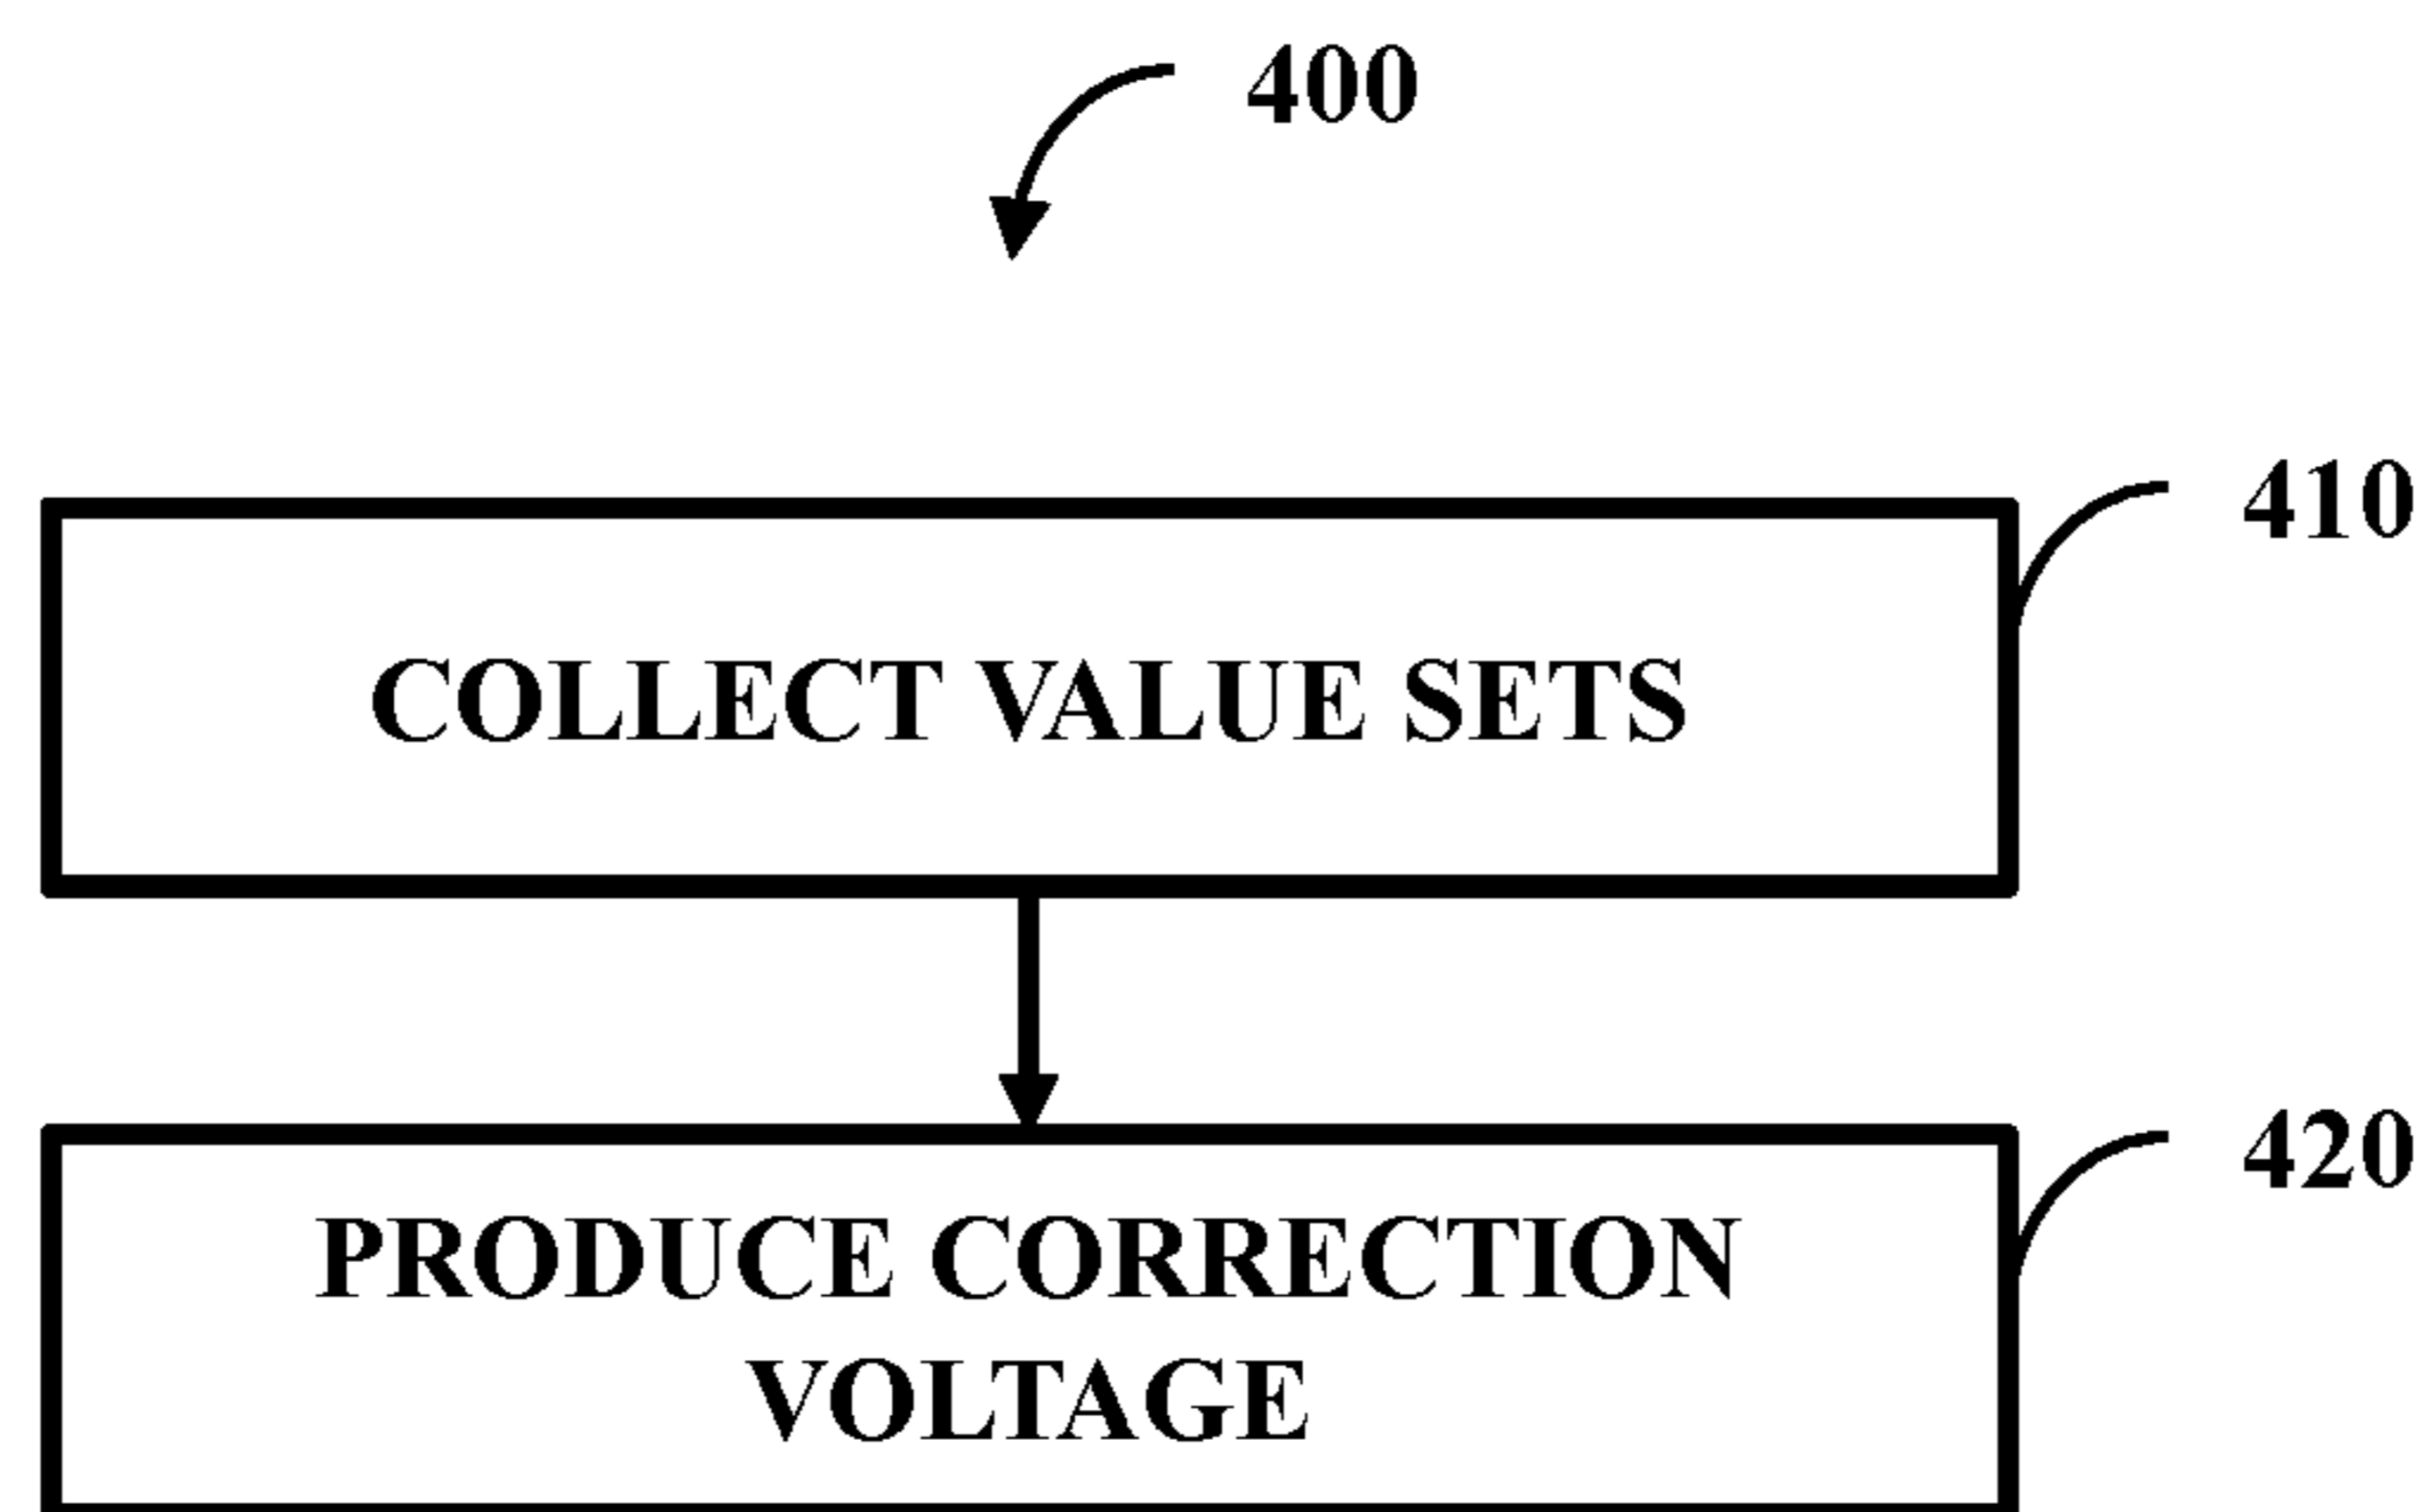 400
410
COLLECT VALUE SETS
420
PRODUCE CORRECTION
VOLTAGE